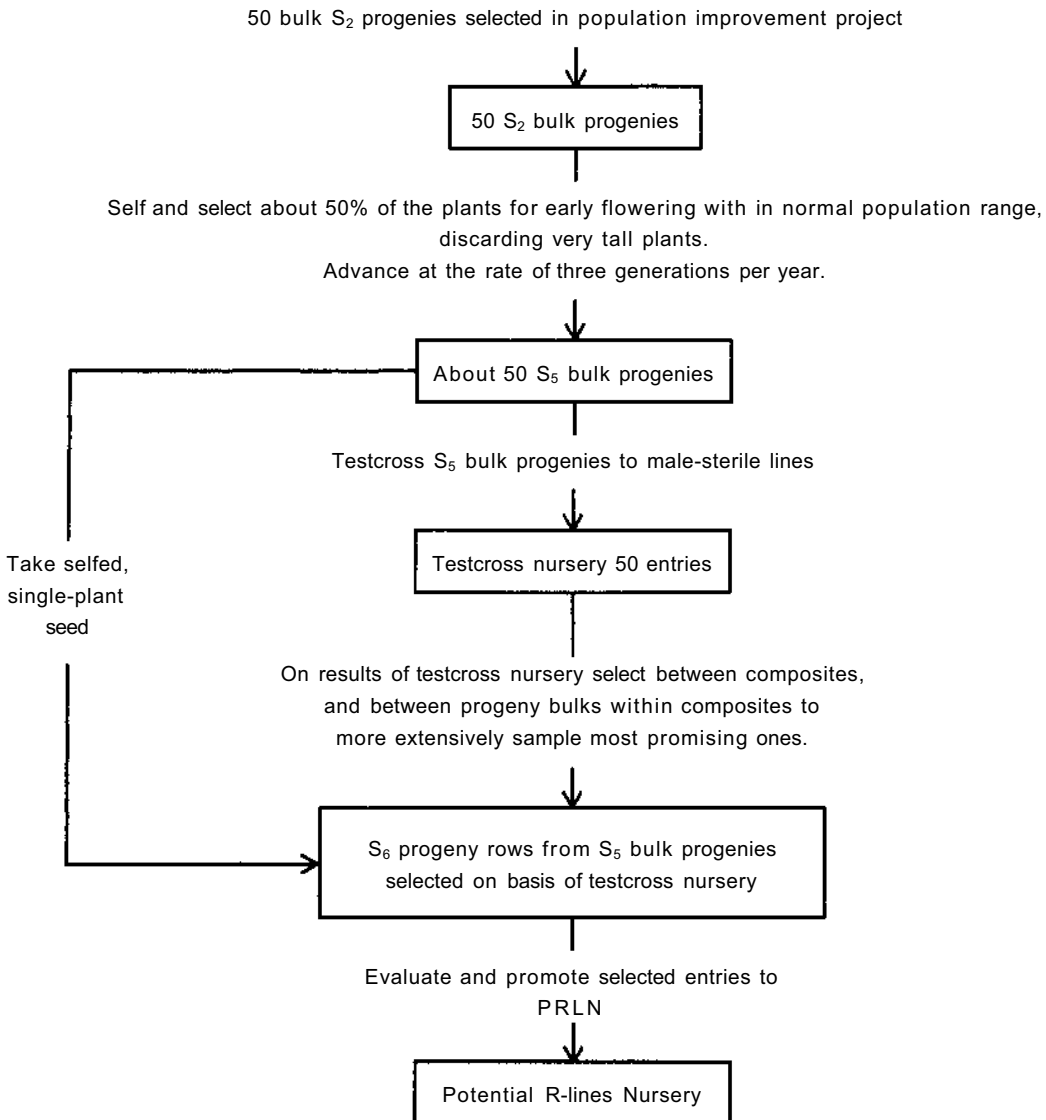 50 bulk S₂ progenies selected in population improvement project
50 S₂ bulk progenies
Self and select about 50% of the plants for early flowering with in normal population range,
discarding very tall plants.
Advance at the rate of three generations per year.
About 50 S₅ bulk progenies
Testcross S₅ bulk progenies to male-sterile lines
Testcross nursery 50 entries
Take selfed,
single-plant
seed
On results of testcross nursery select between composites,
and between progeny bulks within composites to
more extensively sample most promising ones.
S₆ progeny rows from S₅ bulk progenies
selected on basis of testcross nursery
Evaluate and promote selected entries to
PRLN
Potential R-lines Nursery